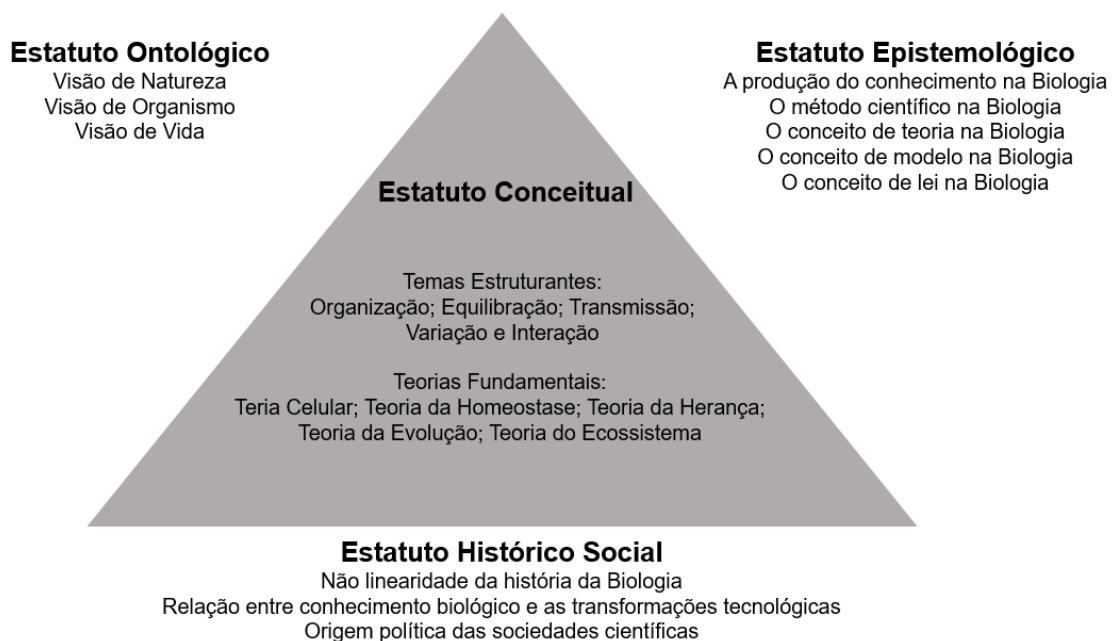 Estatuto Ontológico
Visão de Natureza
Visão de Organismo
Visão de Vida
Estatuto Epistemológico
A produção do conhecimento na Biologia
O método científico na Biologia
O conceito de teoria na Biologia
O conceito de modelo na Biologia
O conceito de lei na Biologia
Estatuto Conceitual
Temas Estruturantes:
Organização; Equilibração; Transmissão;
Variação e Interação
Teorias Fundamentais:
Teria Celular; Teoria da Homeostase; Teoria da Herança;
Teoria da Evolução; Teoria do Ecossistema
Estatuto Histórico Social
Não linearidade da história da Biologia
Relação entre conhecimento biológico e as transformações tecnológicas
Origem política das sociedades científicas